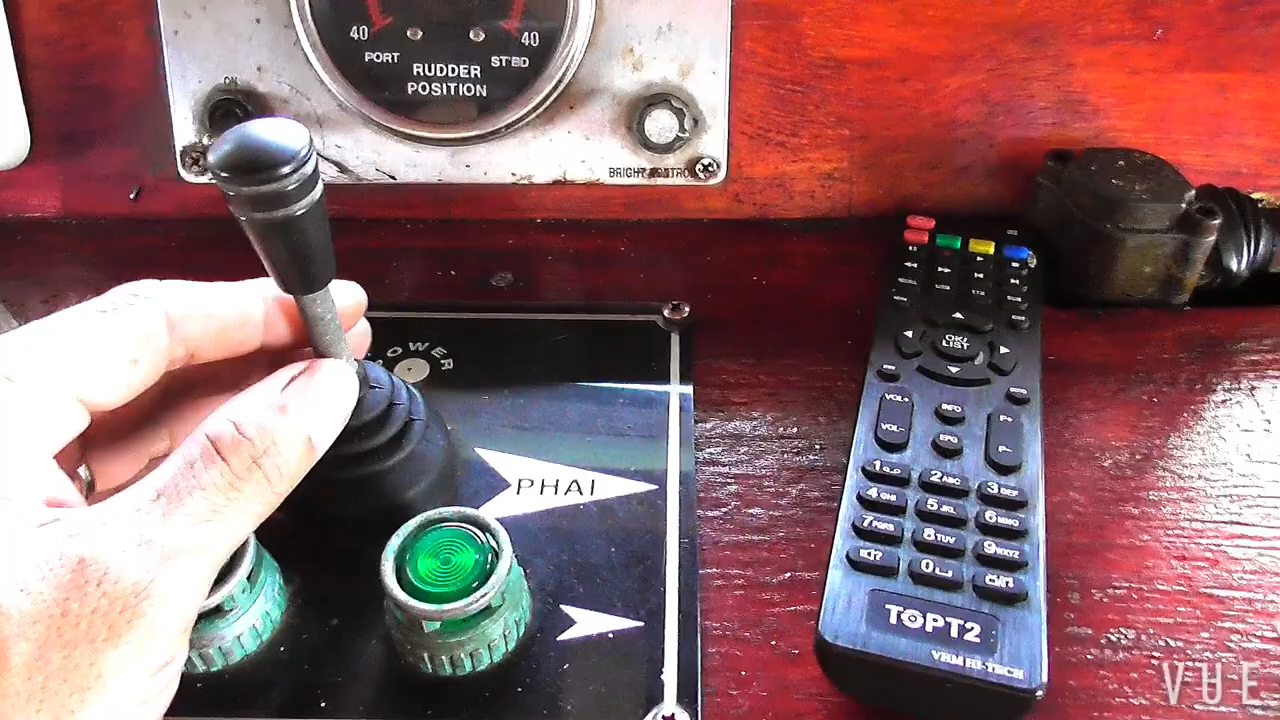 40
40
PORT
ST'BD
RUDDER
POSITION
ON
BRIGHT CONTROL
POWER
PHAI
OK/
LIST
VOL+
VOL-
INFO
EPG
P+
P-
1
2ABC
3DEF
4GHI
5JKL
6MNO
7PQRS
8TUV
9WXYZ
0
TOPT2
VHM HI-TECH
VUE